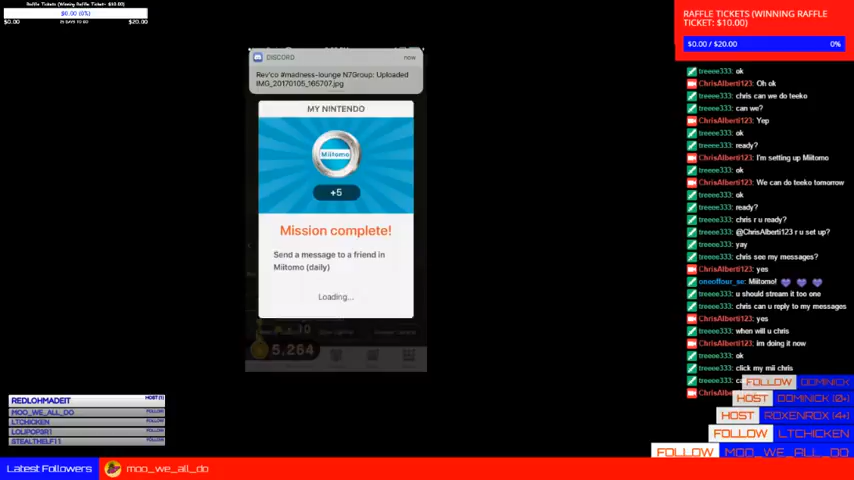 Raffle Tickets (Winning Raffle Ticket: $10.00)
$0.00 (0%)
$0.00
$20.00
DISCORD
now
Rev'co #madness-lounge N7Group: Uploaded
IMG_20170105_165707.jpg
MY NINTENDO
Miitomo
+5
Mission complete!
Send a message to a friend in
Miitomo (daily)
Loading...
5,264
RAFFLE TICKETS (WINNING RAFFLE
TICKET: $10.00)
$0.00 / $20.00
0%
treeee333: ok
ChrisAlberti123: Oh ok
treeee333: chris can we do teeko
treeee333: can we?
ChrisAlberti123: Yep
treeee333: ok
treeee333: ready?
ChrisAlberti123: I'm setting up Miitomo
treeee333: ok
ChrisAlberti123: We can do teeko tomorrow
treeee333: ok
treeee333: ready?
treeee333: chris r u ready?
treeee333: @ChrisAlberti123 r u set up?
treeee333: yay
treeee333: chris see my messages?
ChrisAlberti123: yes
oneoffour_se: Miitomo!
treeee333: u should stream it too one
treeee333: chris can u reply to my messages
ChrisAlberti123: yes
treeee333: when will u chris
ChrisAlberti123: im doing it now
treeee333: ok
treeee333: click my mii chris
treeee333:
FOLLOW DOMINICK
HOST DOMINICK (0+)
HOST ROXENROX (4+)
FOLLOW LTCHICKEN
FOLLOW MOO_WE_ALL_DO
REDLOHMADEIT HOST (1)
MOO_WE_ALL_DO FOLLOW
LTCHICKEN FOLLOW
LOLIPOP3R1 FOLLOW
STEALTHELF11 FOLLOW
Latest Followers
moo_we_all_do